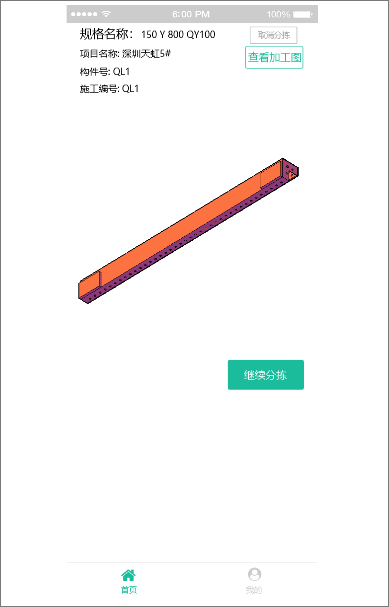 6:00 PM 100%
规格名称：150 Y 800 QY100
取消分拣
项目名称: 深圳天虹5#
查看加工图
构件号: QL1
施工编号: QL1
继续分拣
首页 我的